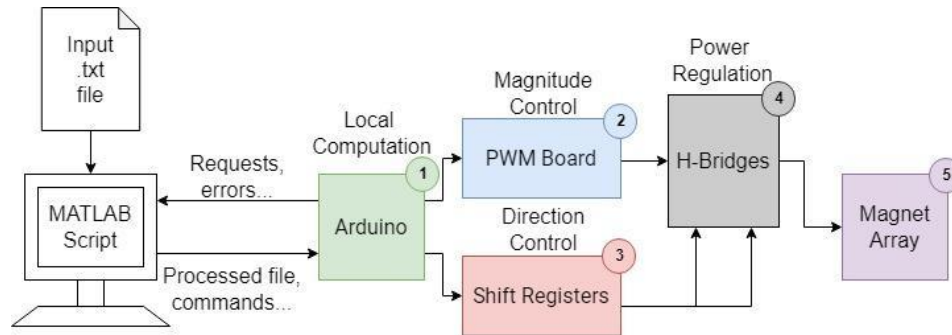 Input
.txt
file
MATLAB
Script
Requests,
errors...
Processed file,
commands...
Local
Computation
1
Arduino
Magnitude
Control
2
PWM Board
Direction
Control
3
Shift Registers
Power
Regulation
4
H-Bridges
5
Magnet
Array